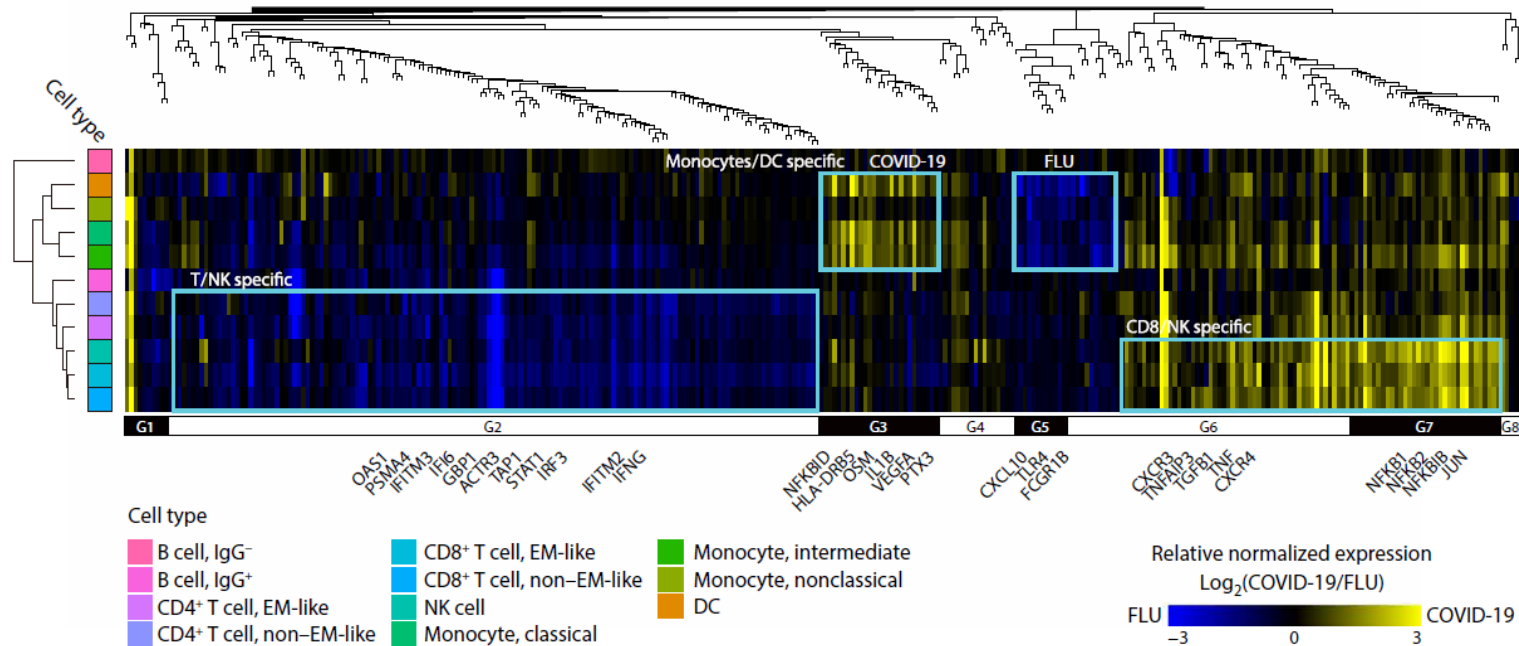 Cell type
Monocytes/DC specific
COVID-19
FLU
T/NK specific
CD8/NK specific
G1 G2 G3 G4 G5 G6 G7 G8
OAS1
PSMA4
IFITM3
IFI6
GBP1
ACTR3
TAP1
STAT1
IRF3
IFITM2
IFNG
NFKBID
HLA-DRB5
OSM
IL1B
VEGFA
PTX3
CXCL10
TLR4
FCGR1B
CXCR3
TNFAIP3
TGFB1
TNF
CXCR4
NFKB1
NFKB2
NFKBIB
JUN
Cell type
B cell, IgG⁻
B cell, IgG⁺
CD4⁺ T cell, EM-like
CD4⁺ T cell, non–EM-like
CD8⁺ T cell, EM-like
CD8⁺ T cell, non–EM-like
NK cell
Monocyte, classical
Monocyte, intermediate
Monocyte, nonclassical
DC
Relative normalized expression
Log₂(COVID-19/FLU)
FLU COVID-19
−3 0 3